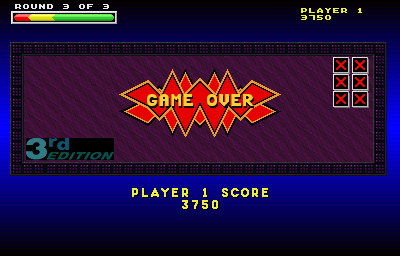 ROUND 3 OF 3
PLAYER 1
3750
GAME OVER
3rd
EDITION
PLAYER 1 SCORE
3750